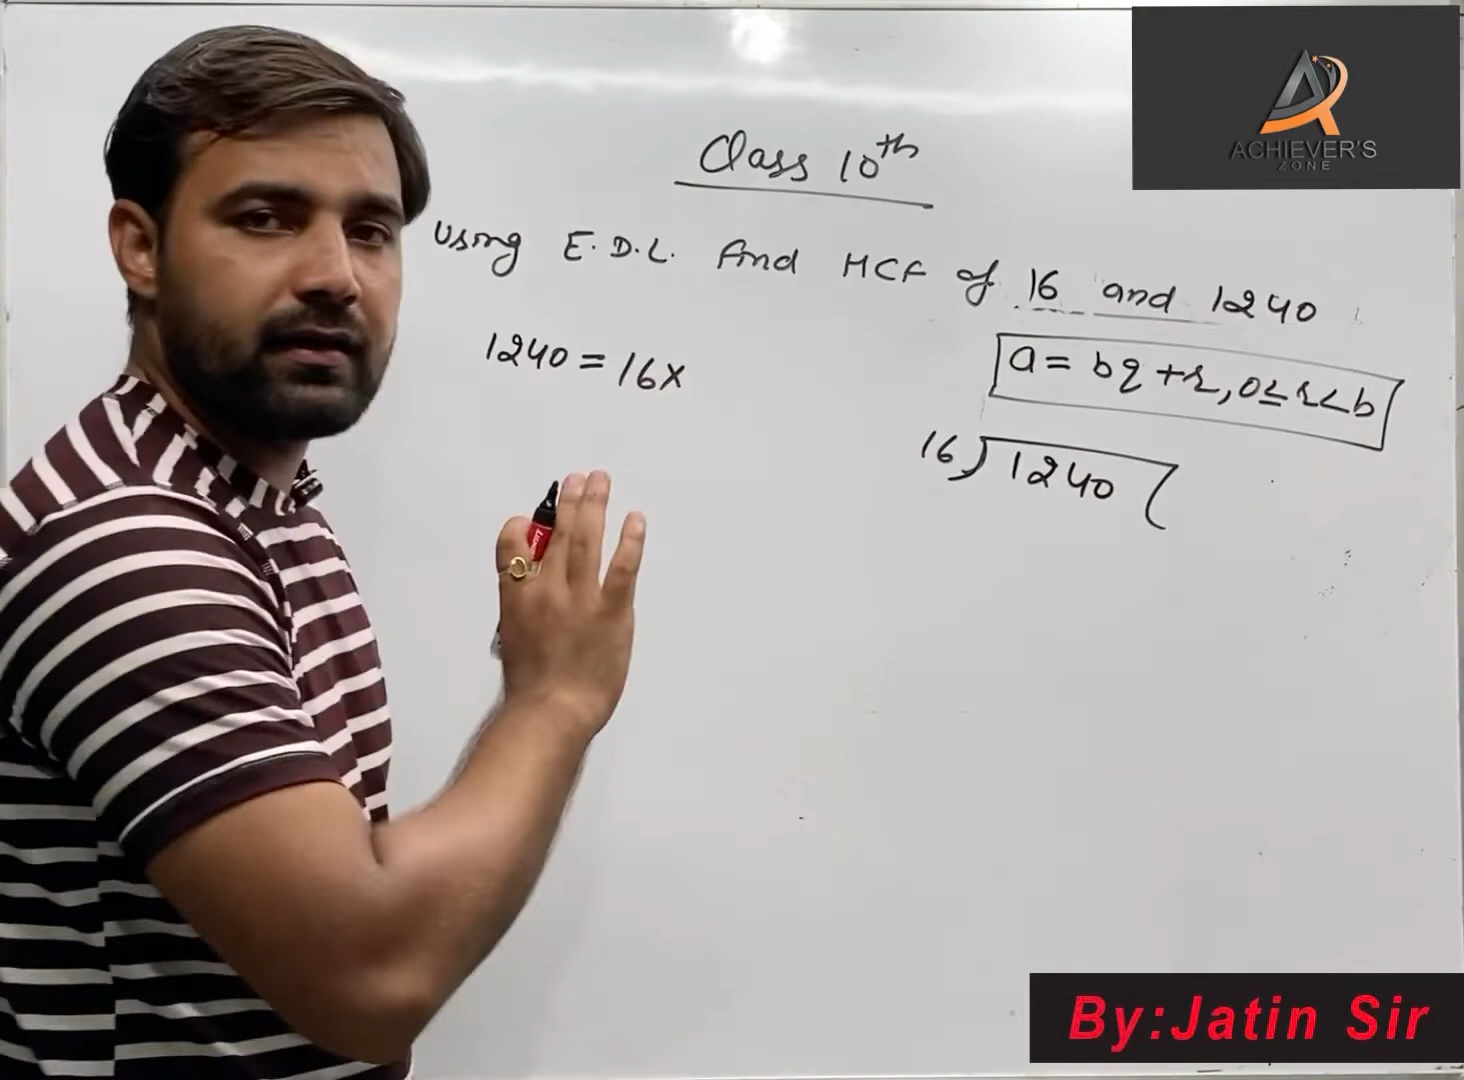 ACHIEVER'S
ZONE
Class 10th
Using E.D.L. find HCF of 16 and 1240
1240 = 16x
a = bq + r, 0 ≤ r < b
16) 1240 (
By:Jatin Sir